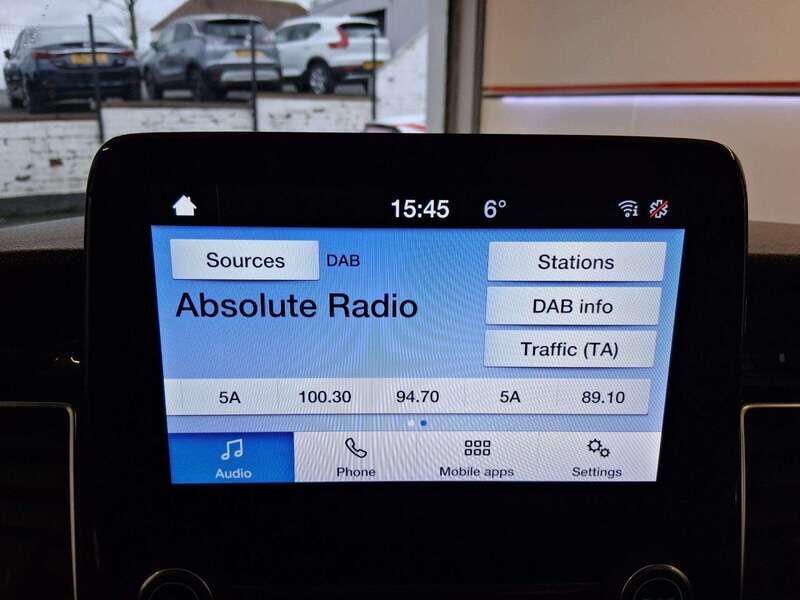 15:45 6°
Sources DAB Stations
Absolute Radio
DAB info
Traffic (TA)
5A 100.30 94.70 5A 89.10
Audio Phone Mobile apps Settings